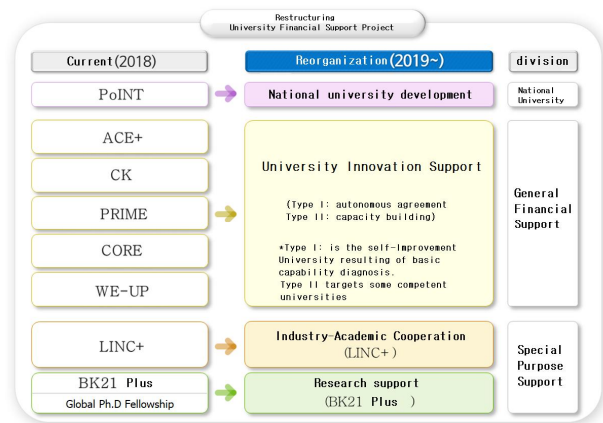 Restructuring
University Financial Support Project
Current(2018)
Reorganization(2019~)
division
PoINT
National university development
National
University
ACE+
CK
PRIME
CORE
WE-UP
University Innovation Support
(Type I: autonomous agreement
Type II: capacity building)
*Type I: is the self-Improvement
University resulting of basic
capability diagnosis.
Type II targets some competent
universities
General
Financial
Support
LINC+
Industry-Academic Cooperation
(LINC+ )
BK21 Plus
Global Ph.D Fellowship
Research support
(BK21 Plus )
Special
Purpose
Support